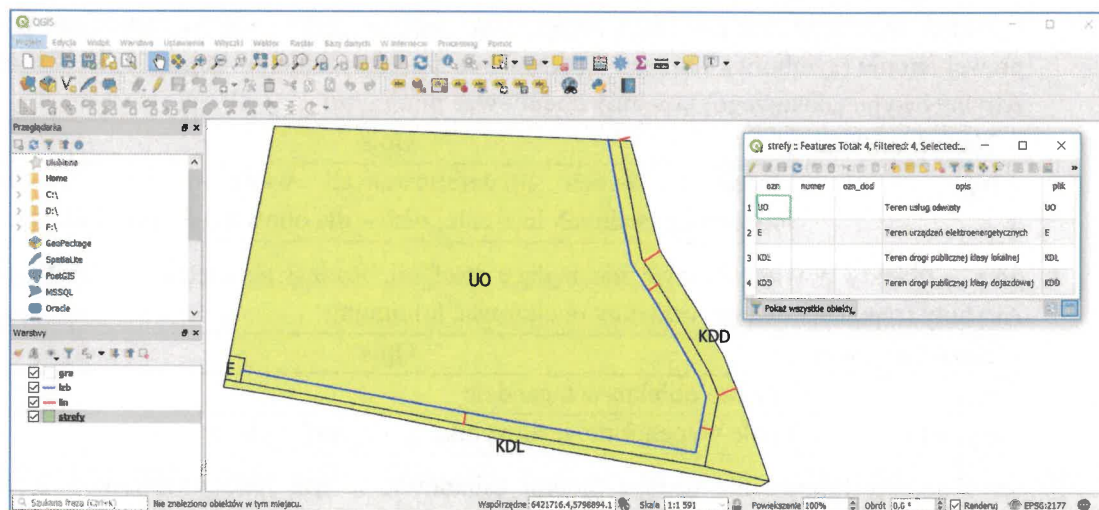 QGIS
Projekt Edycja Widok Warstwa Ustawienia Wtyczki Wektor Raster Bazy danych W internecie Processing Pomoc
Przeglądarka
Ulubione
Home
C:\
D:\
F:\
GeoPackage
SpatiaLite
PostGIS
MSSQL
Oracle
Warstwy
gra
lzb
lin
strefy
UO
E
KDL
KDD
strefy :: Features Total: 4, Filtered: 4, Selected:...
ozn numer ozn_dod opis plik
1 UO Teren usług oświaty UO
2 E Teren urządzeń elektroenergetycznych E
3 KDL Teren drogi publicznej klasy lokalnej KDL
4 KDD Teren drogi publicznej klasy dojazdowej KDD
Pokaż wszystkie obiekty
Szukana fraza (Ctrl+K) Nie znaleziono obiektów w tym miejscu. Współrzędne 6421716.4,5796894.1 Skala 1:1 591 Powiększenie 100% Obrót 0,0 ° Renderuj EPSG:2177